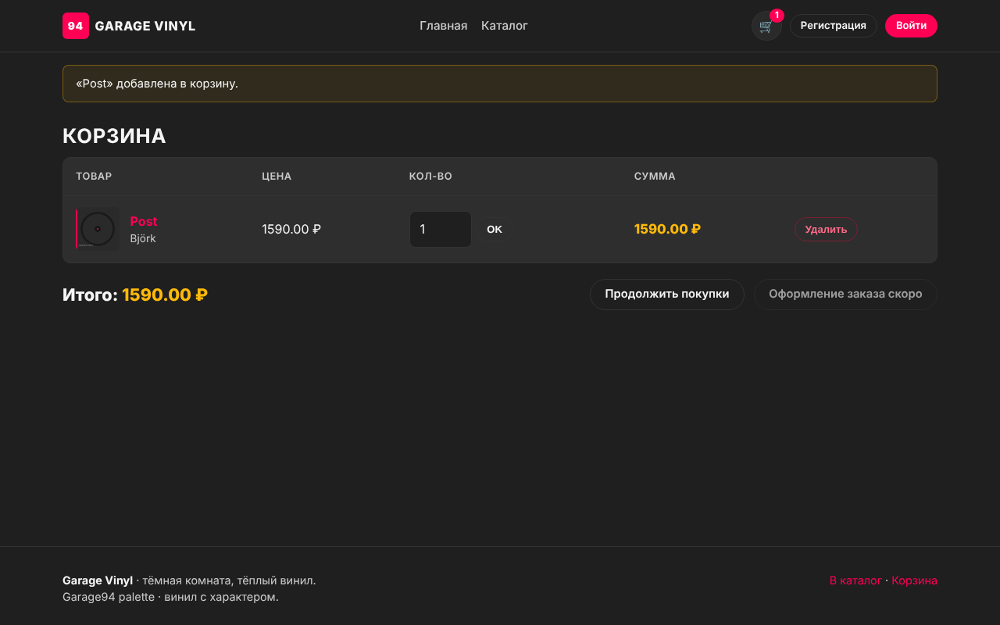 94 GARAGE VINYL
Главная Каталог
1
Регистрация
Войти
«Post» добавлена в корзину.
КОРЗИНА
ТОВАР ЦЕНА КОЛ-ВО СУММА
Post
Björk
1590.00 ₽
1
OK
1590.00 ₽
Удалить
Итого: 1590.00 ₽
Продолжить покупки
Оформление заказа скоро
Garage Vinyl · тёмная комната, тёплый винил.
Garage94 palette · винил с характером.
В каталог · Корзина